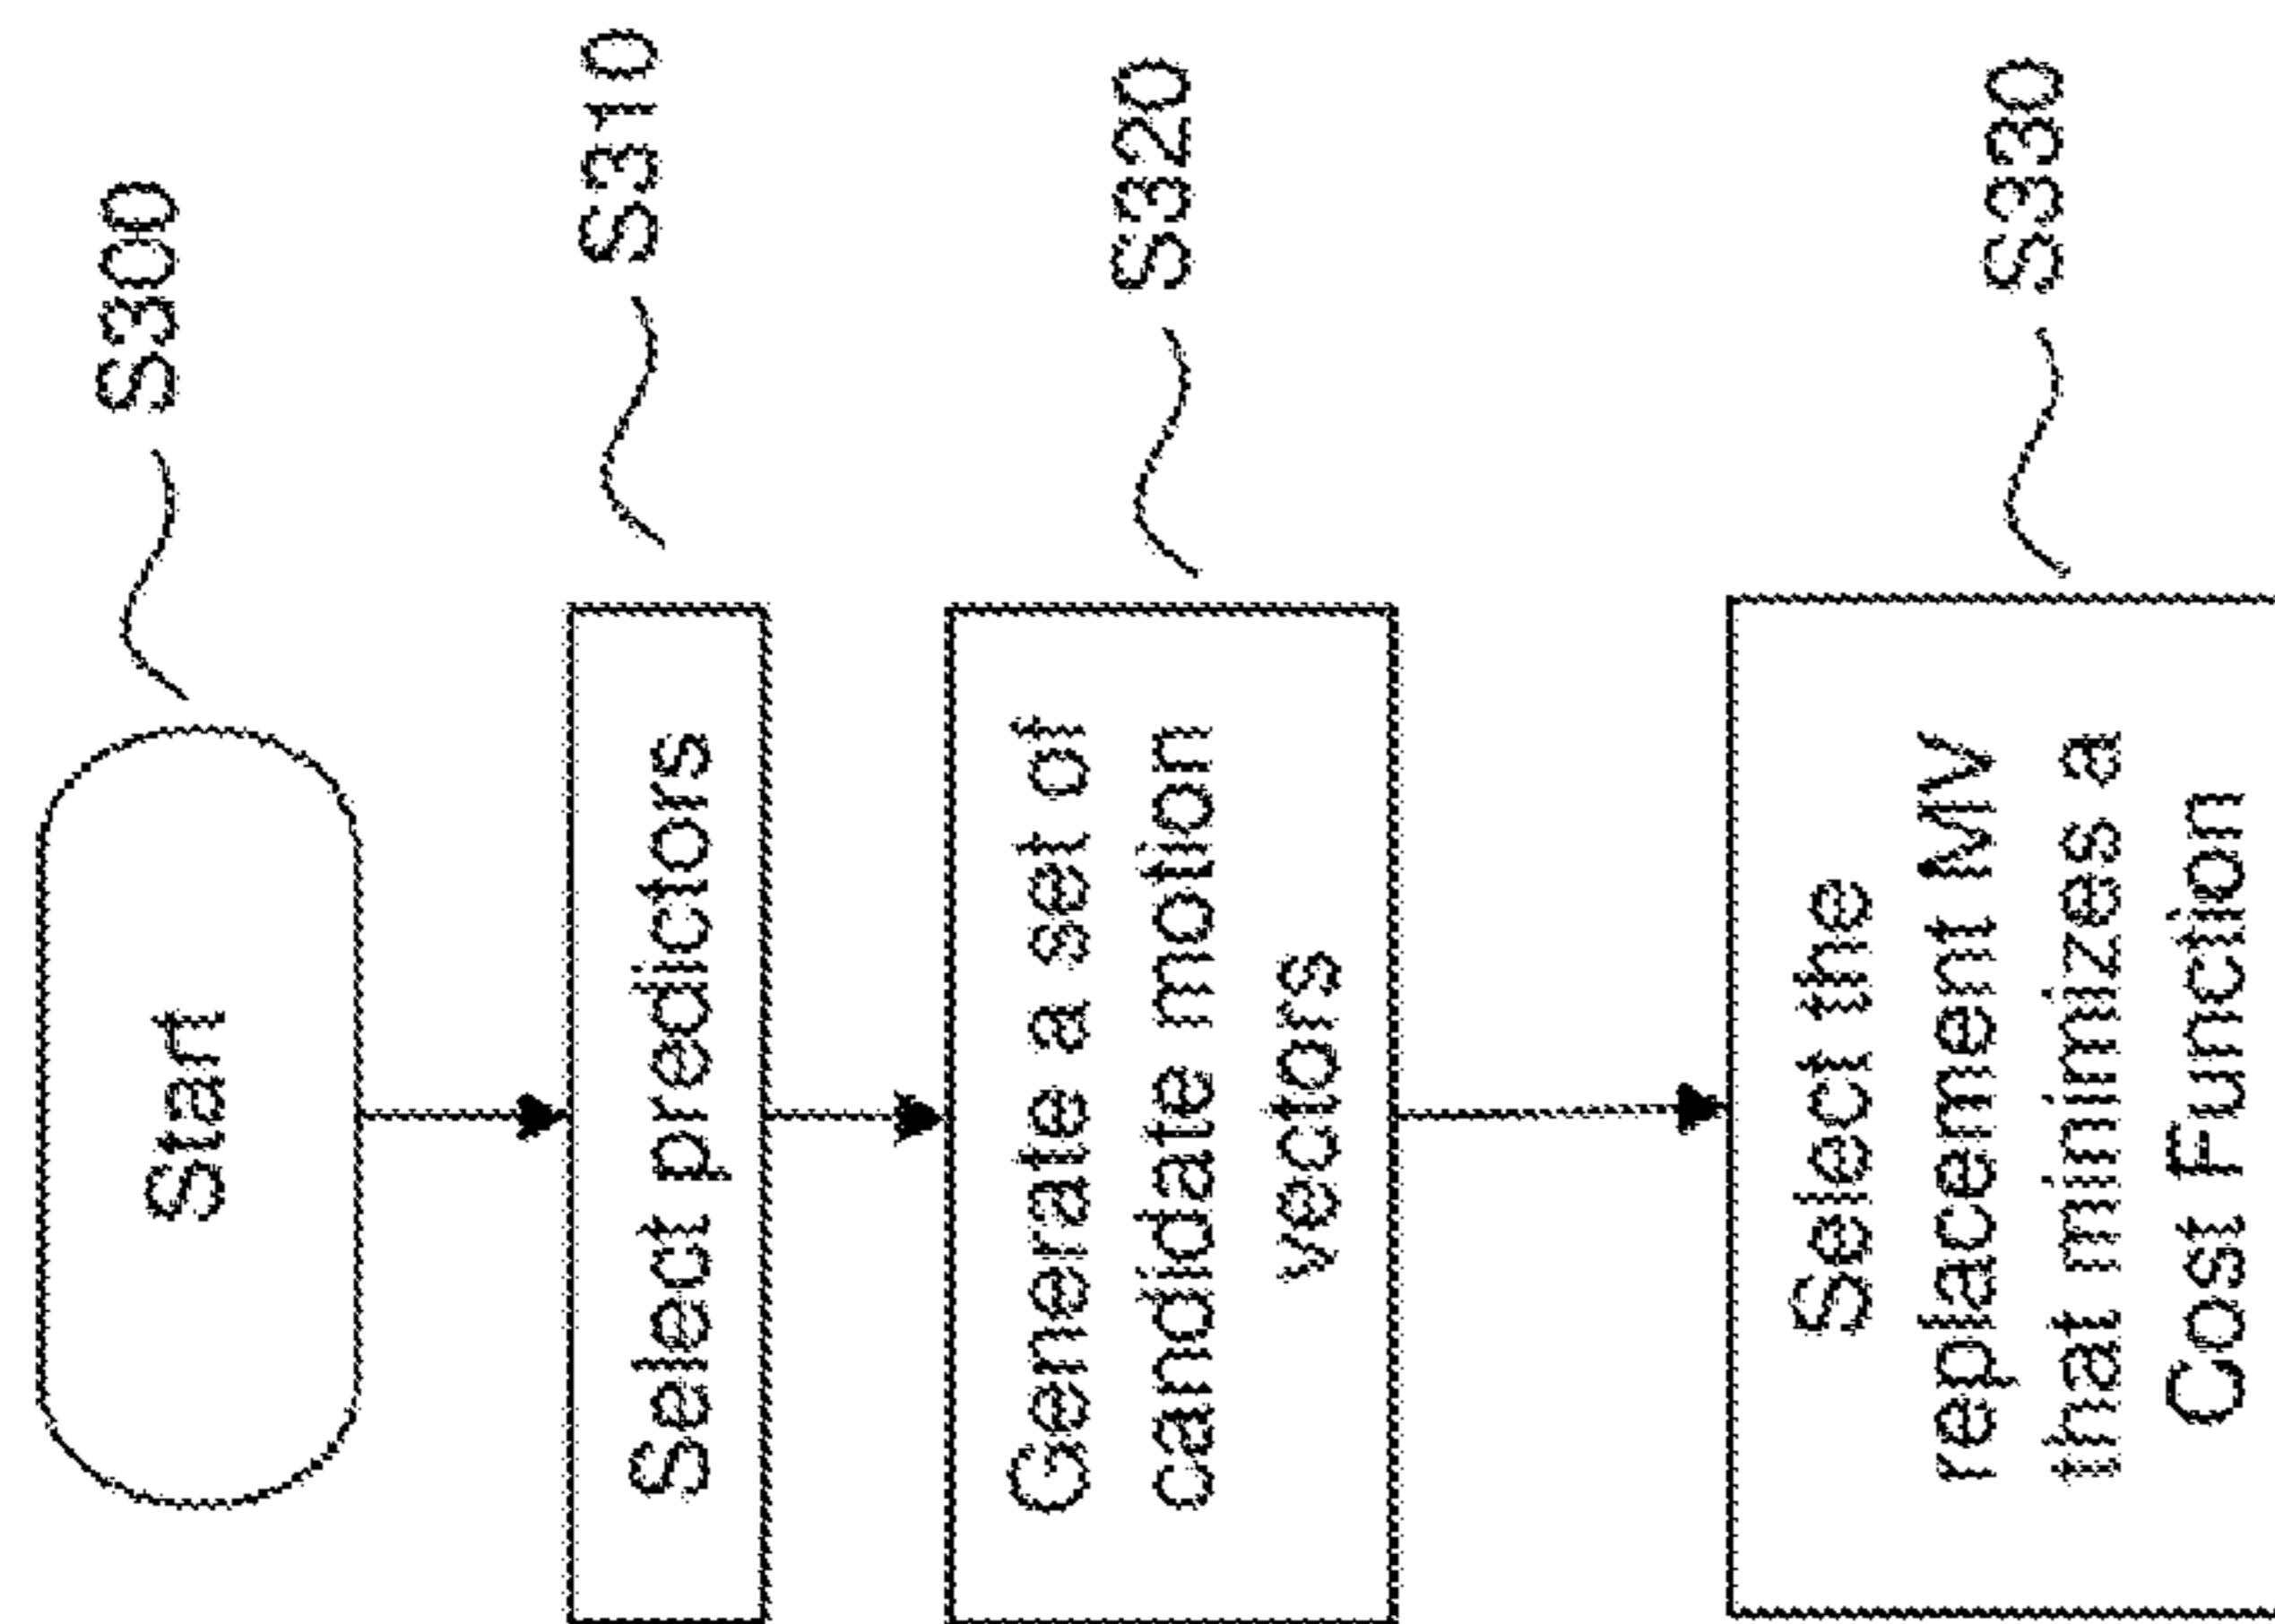 Start
S300
Select predictors
S310
Generate a set of
candidate motion
vectors
S320
Select the
replacement MV
that minimizes a
Cost Function
S330